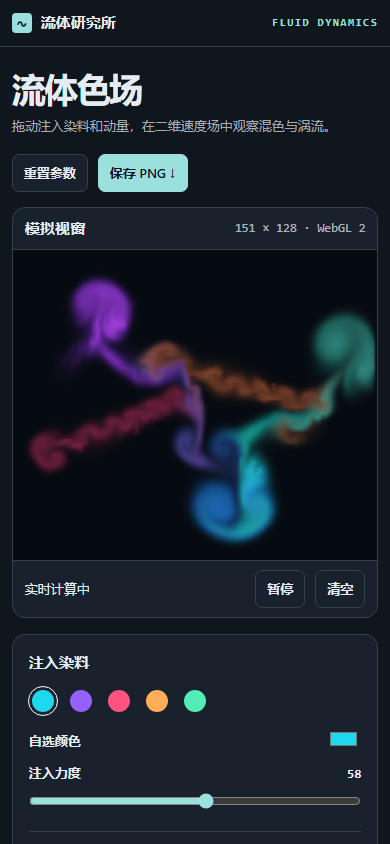 流体研究所
FLUID DYNAMICS
流体色场
拖动注入染料和动量，在二维速度场中观察混色与涡流。
重置参数
保存 PNG ↓
模拟视窗
151 × 128 · WebGL 2
实时计算中
暂停
清空
注入染料
自选颜色
注入力度
58